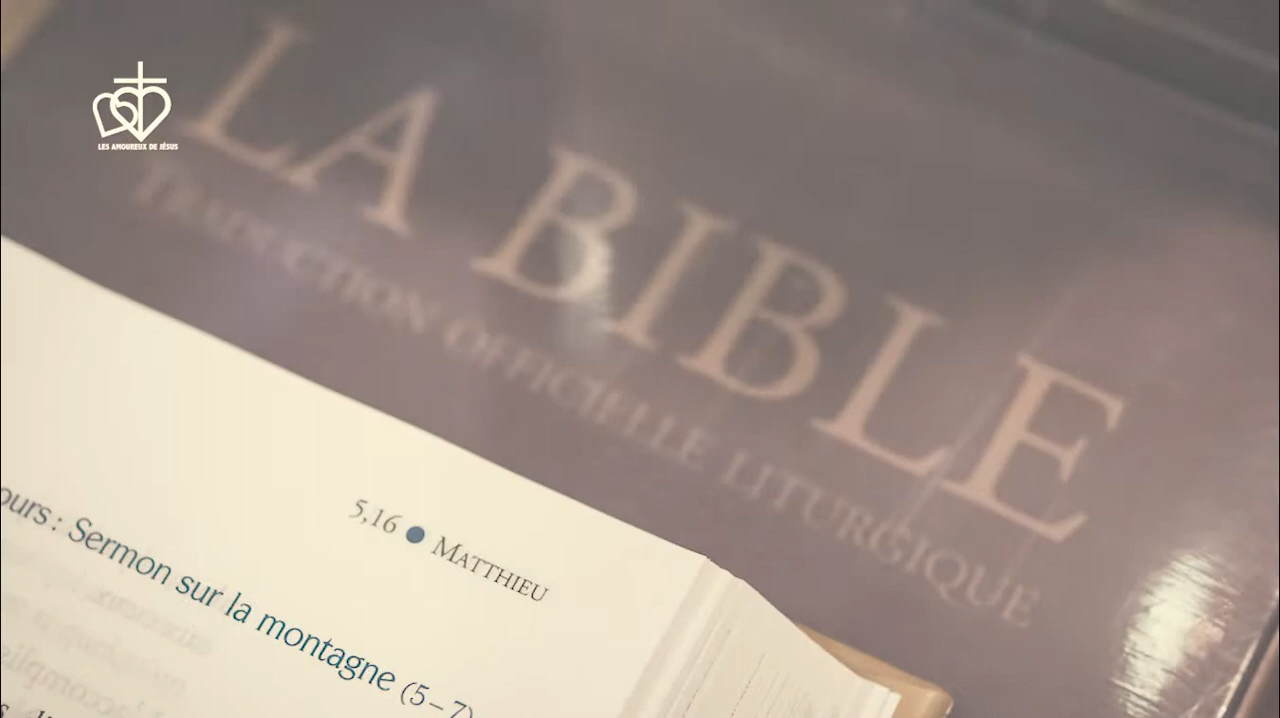 LES AMOUREUX DE JÉSUS
LA BIBLE
TRADUCTION OFFICIELLE LITURGIQUE
5,16 ● MATTHIEU
ours : Sermon sur la montagne (5–7)